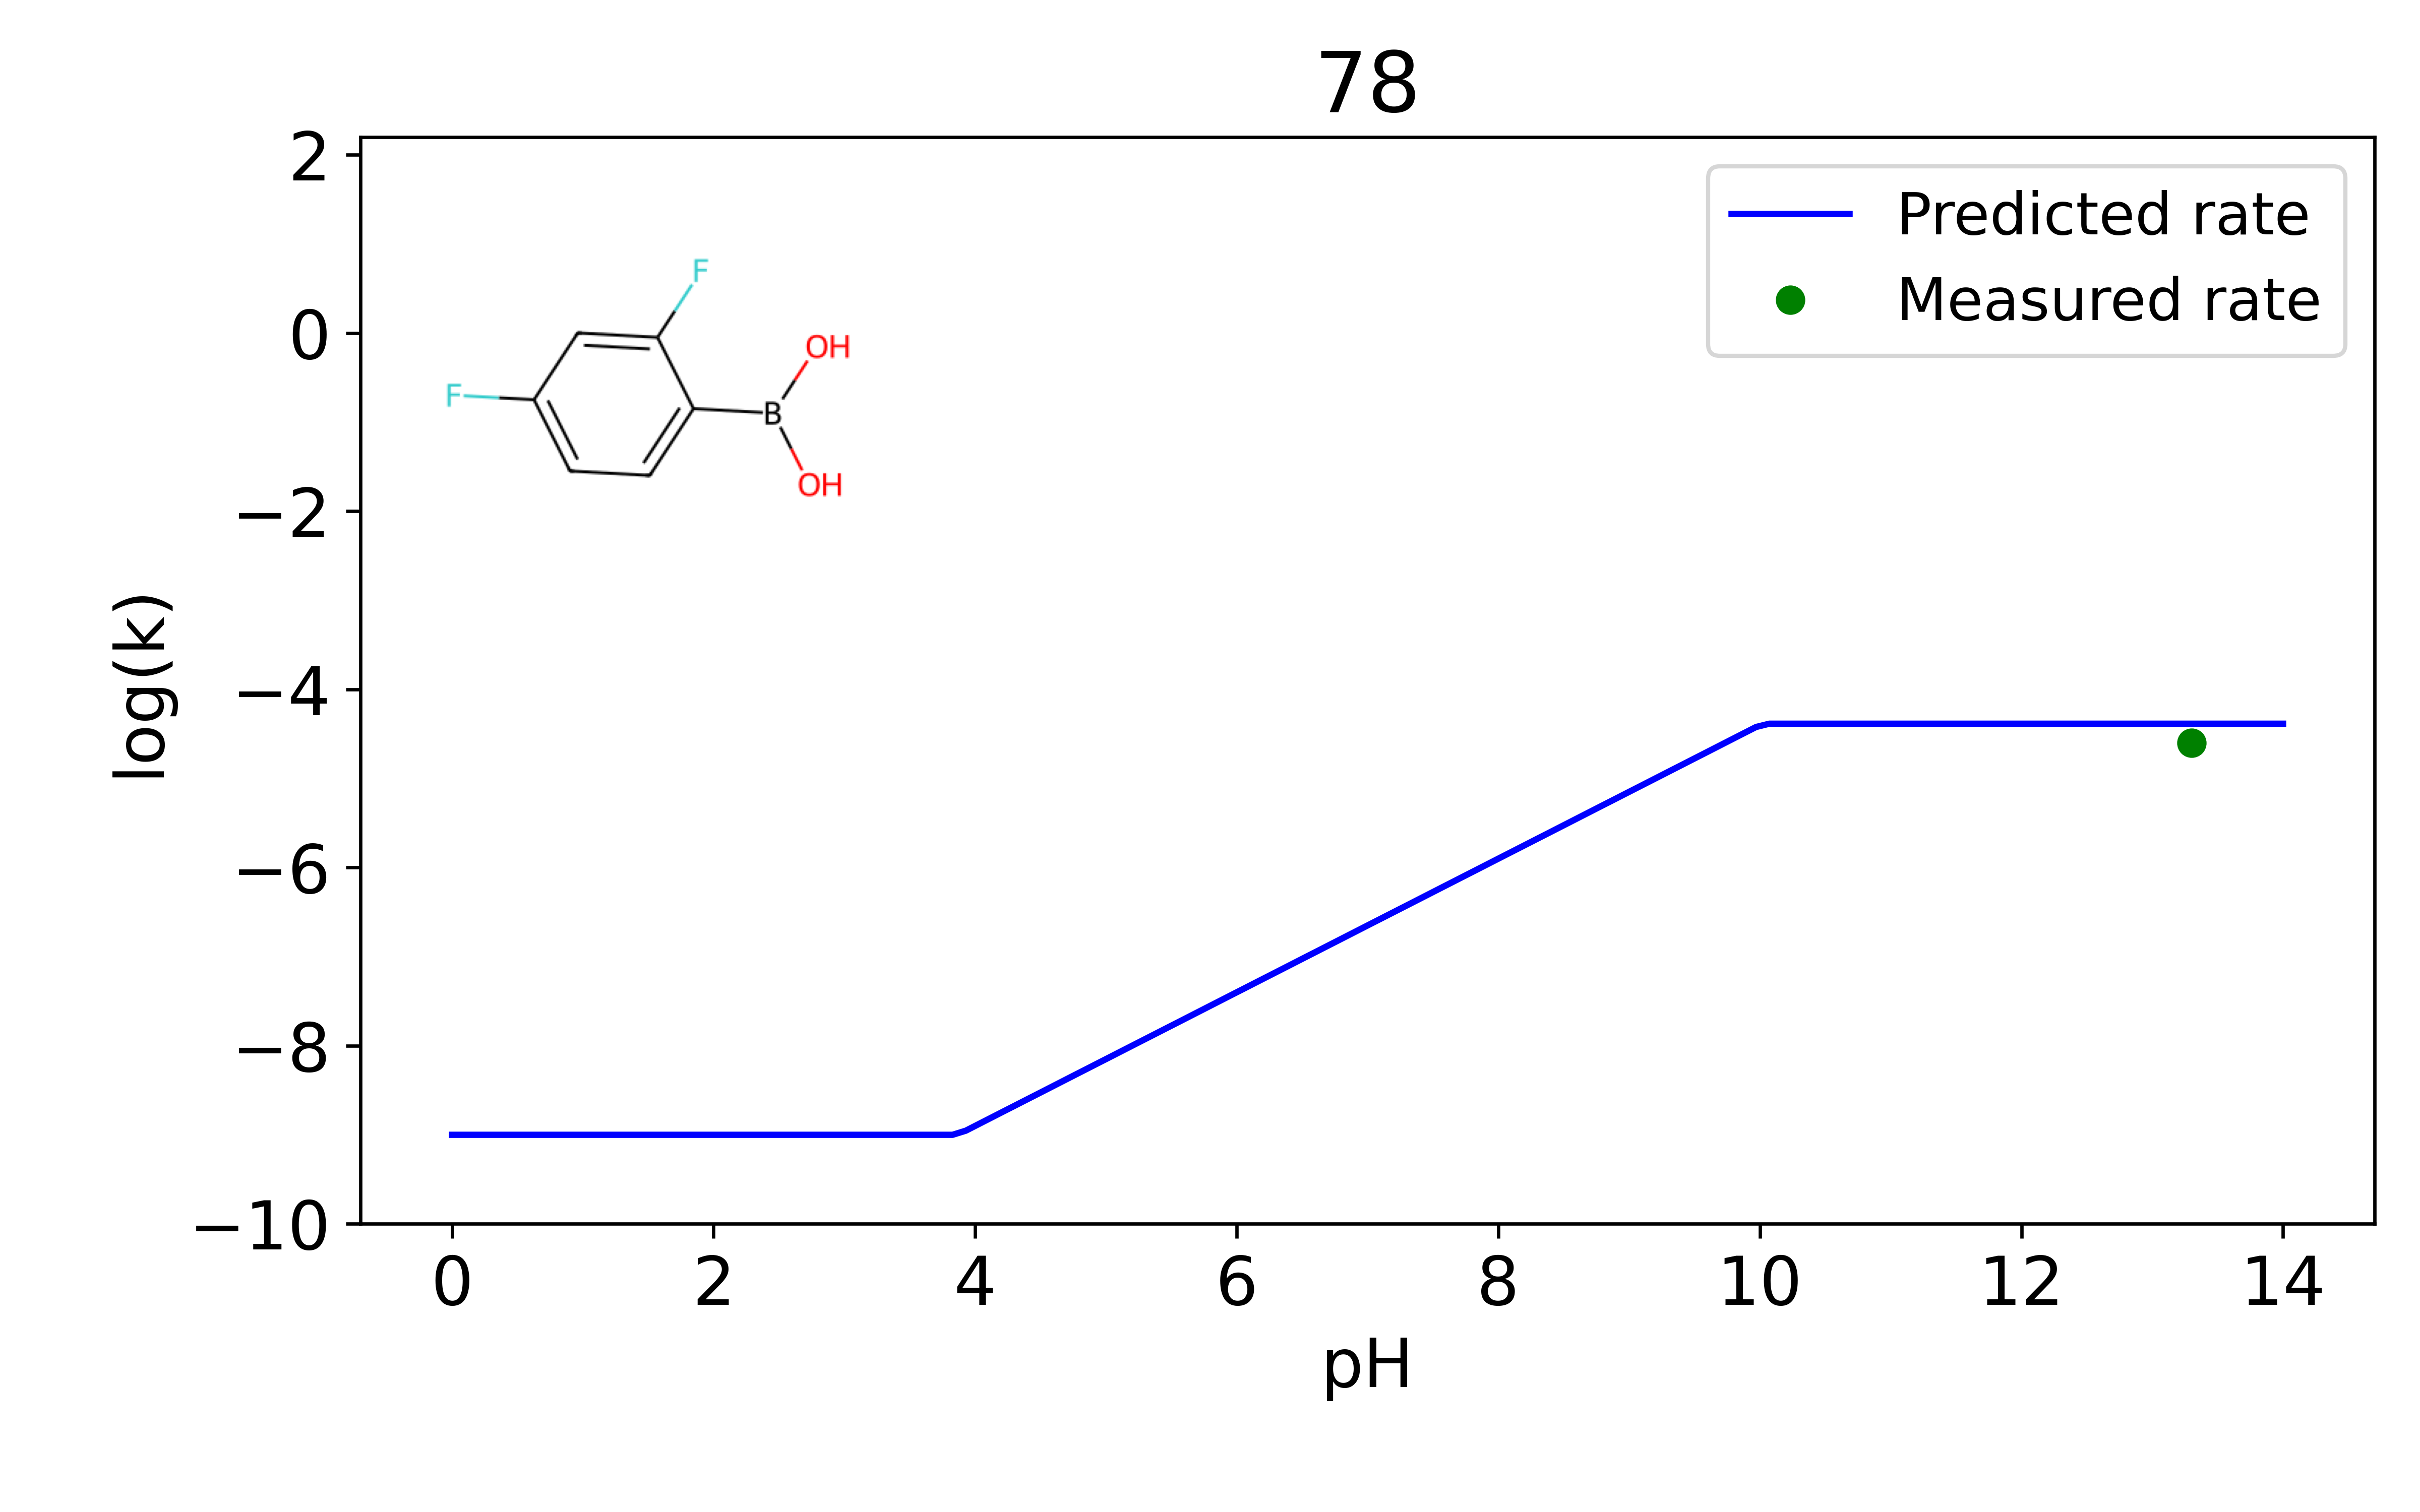 78
2
0
−2
−4
−6
−8
−10
log(k)
Predicted rate
Measured rate
F
F
OH
B
OH
0 2 4 6 8 10 12 14
pH